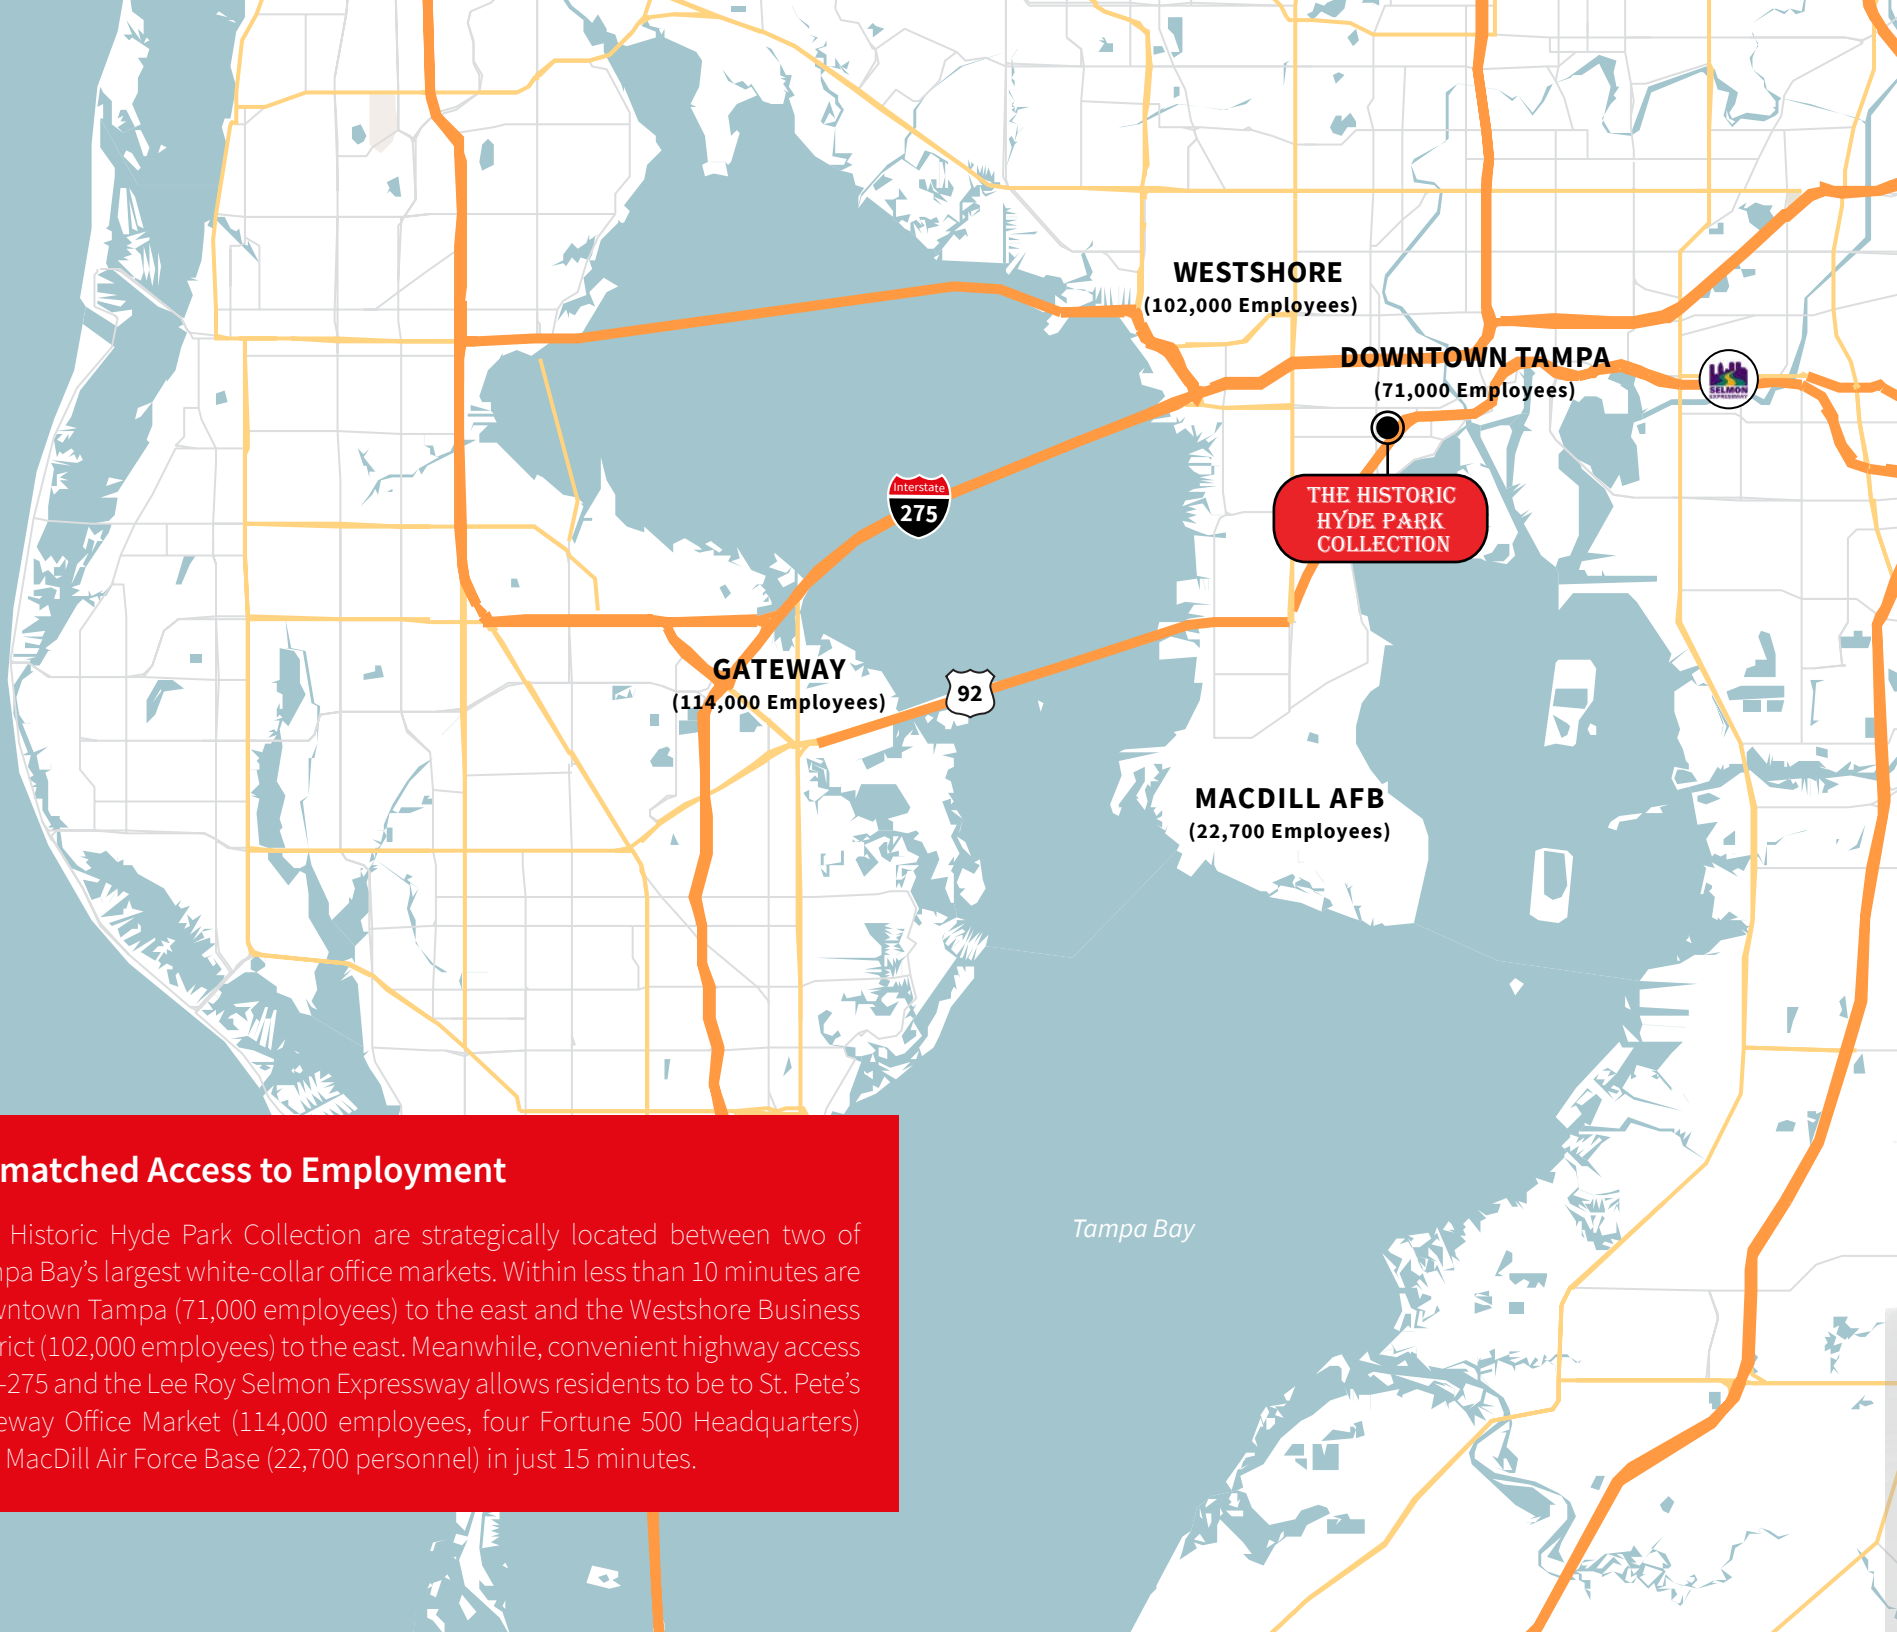 WESTSHORE
(102,000 Employees)
DOWNTOWN TAMPA
(71,000 Employees)
SELMON
EXPRESSWAY
THE HISTORIC
HYDE PARK
COLLECTION
Interstate
275
GATEWAY
(114,000 Employees)
92
MACDILL AFB
(22,700 Employees)
Tampa Bay
matched Access to Employment
Historic Hyde Park Collection are strategically located between two of
npa Bay's largest white-collar office markets. Within less than 10 minutes are
wntown Tampa (71,000 employees) to the east and the Westshore Business
rict (102,000 employees) to the east. Meanwhile, convenient highway access
-275 and the Lee Roy Selmon Expressway allows residents to be to St. Pete's
eway Office Market (114,000 employees, four Fortune 500 Headquarters)
MacDill Air Force Base (22,700 personnel) in just 15 minutes.